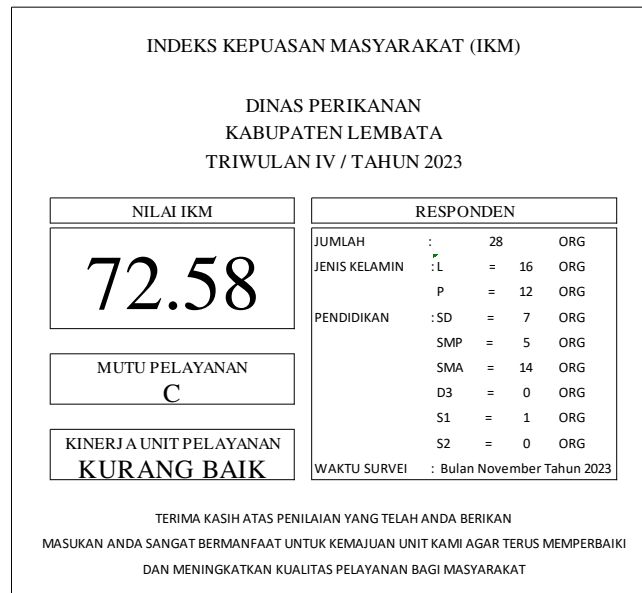 INDEKS KEPUASAN MASYARAKAT (IKM)
DINAS PERIKANAN
KABUPATEN LEMBATA
TRIWULAN IV / TAHUN 2023
NILAI IKM
72.58
MUTU PELAYANAN
C
KINERJA UNIT PELAYANAN
KURANG BAIK
RESPONDEN
JUMLAH : 28 ORG
JENIS KELAMIN : L = 16 ORG
P = 12 ORG
PENDIDIKAN : SD = 7 ORG
SMP = 5 ORG
SMA = 14 ORG
D3 = 0 ORG
S1 = 1 ORG
S2 = 0 ORG
WAKTU SURVEI : Bulan November Tahun 2023
TERIMA KASIH ATAS PENILAIAN YANG TELAH ANDA BERIKAN
MASUKAN ANDA SANGAT BERMANFAAT UNTUK KEMAJUAN UNIT KAMI AGAR TERUS MEMPERBAIKI
DAN MENINGKATKAN KUALITAS PELAYANAN BAGI MASYARAKAT